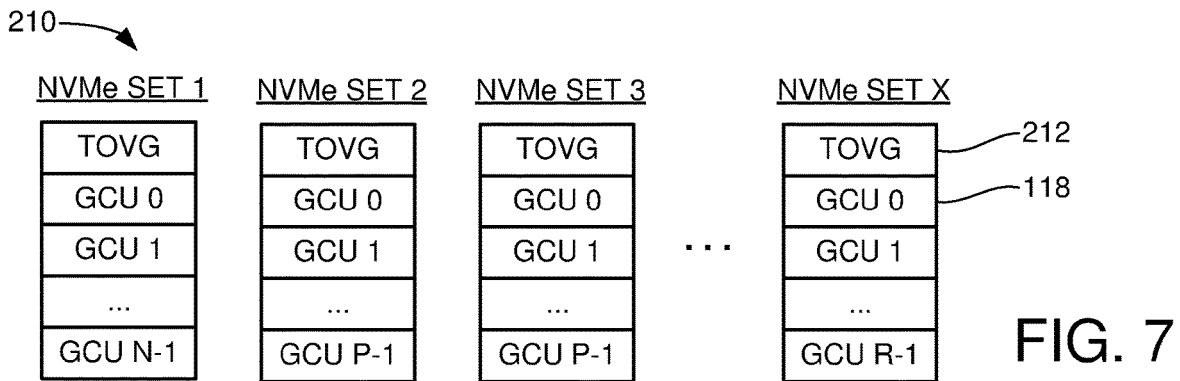 210
NVMe SET 1 NVMe SET 2 NVMe SET 3 NVMe SET X
TOVG TOVG TOVG TOVG 212
GCU 0 GCU 0 GCU 0 GCU 0 118
GCU 1 GCU 1 GCU 1 ... GCU 1
... ... ... ...
GCU N-1 GCU P-1 GCU P-1 GCU R-1 FIG. 7